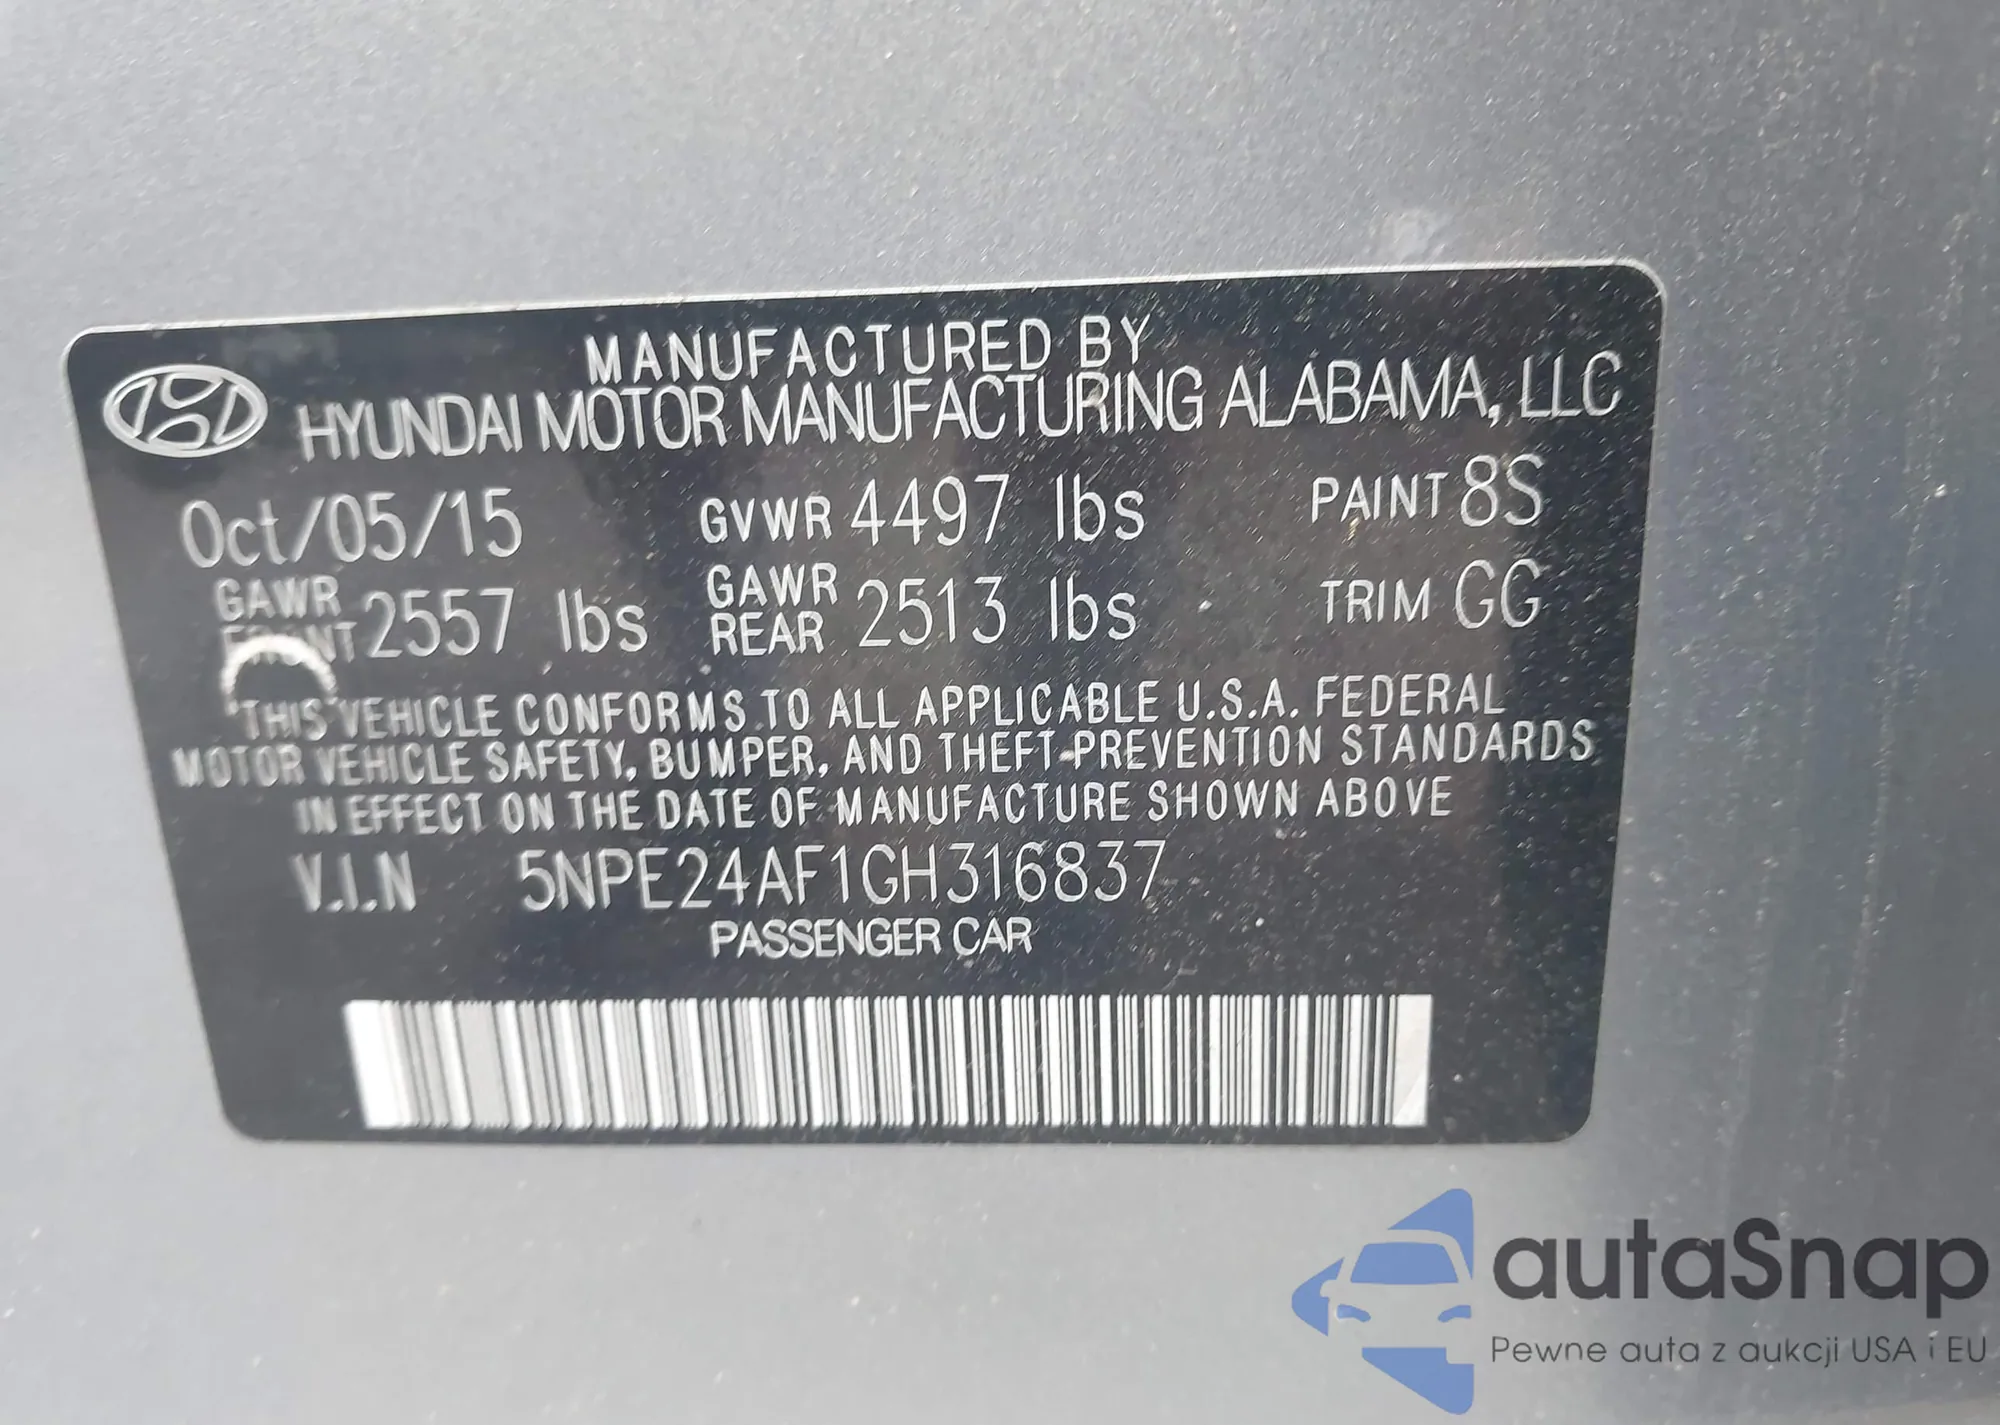 MANUFACTURED BY
HYUNDAI MOTOR MANUFACTURING ALABAMA, LLC
Oct/05/15 GVWR 4497 lbs PAINT 8S
GAWR FRONT 2557 lbs GAWR REAR 2513 lbs TRIM GG
THIS VEHICLE CONFORMS TO ALL APPLICABLE U.S.A. FEDERAL
MOTOR VEHICLE SAFETY, BUMPER, AND THEFT PREVENTION STANDARDS
IN EFFECT ON THE DATE OF MANUFACTURE SHOWN ABOVE
V.I.N 5NPE24AF1GH316837
PASSENGER CAR
autaSnap
Pewne auta z aukcji USA i EU